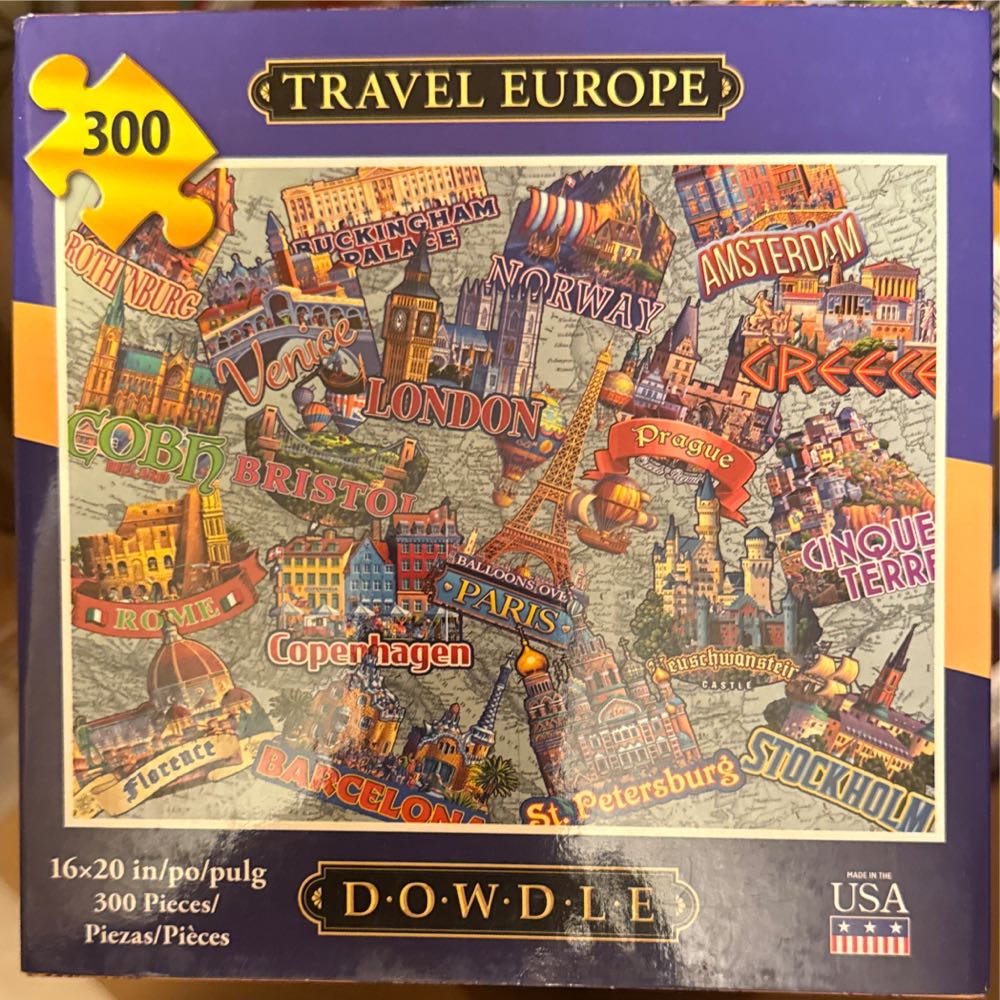 TRAVEL EUROPE
300
BUCKINGHAM
PALACE
ROTHENBURG
NORWAY
AMSTERDAM
Venice
GREECE
LONDON
COBH
IRELAND
BRISTOL
Prague
CINQUE
TERRE
ROME
BALLOONS OVER
PARIS
Copenhagen
Neuschwanstein
CASTLE
Florence
BARCELONA
St. Petersburg
STOCKHOLM
16×20 in/po/pulg
300 Pieces/
Piezas/Pièces
D·O·W·D·L·E
MADE IN THE
USA